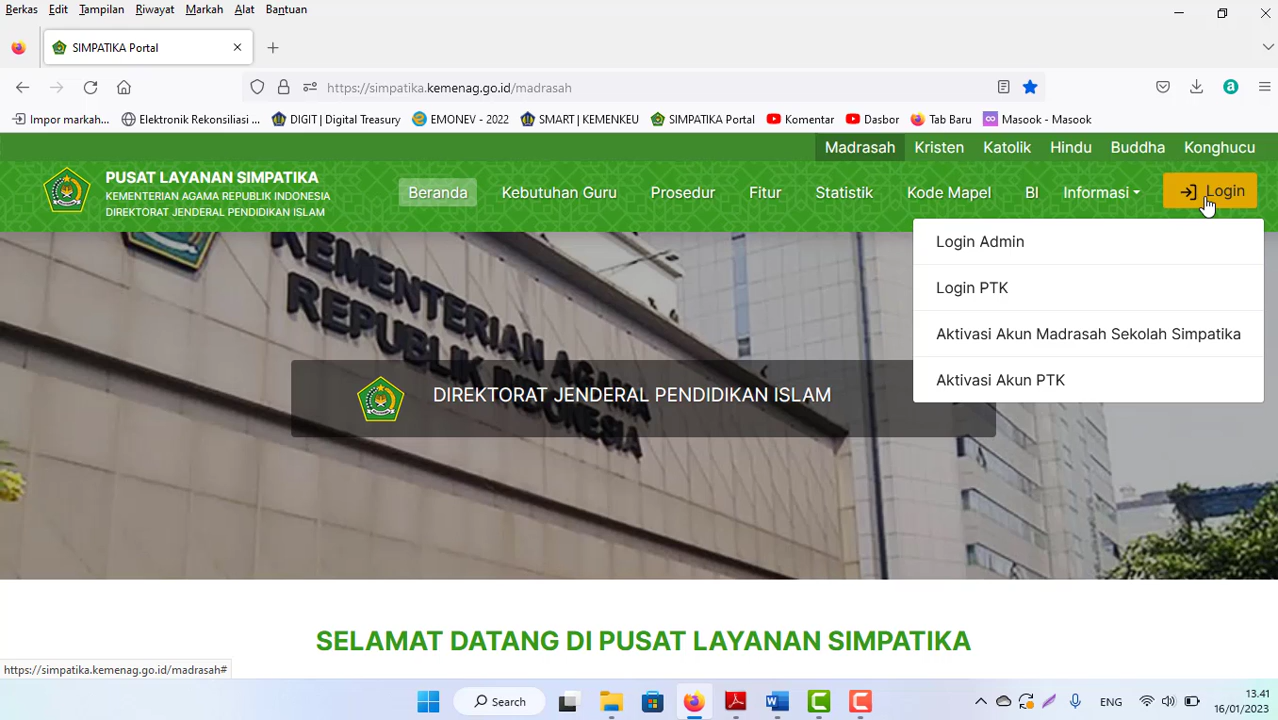 Berkas Edit Tampilan Riwayat Markah Alat Bantuan
SIMPATIKA Portal
https://simpatika.kemenag.go.id/madrasah
Impor markah... Elektronik Rekonsiliasi ... DIGIT | Digital Treasury EMONEV - 2022 SMART | KEMENKEU SIMPATIKA Portal Komentar Dasbor Tab Baru Masook - Masook
Madrasah Kristen Katolik Hindu Buddha Konghucu
PUSAT LAYANAN SIMPATIKA
KEMENTERIAN AGAMA REPUBLIK INDONESIA
DIREKTORAT JENDERAL PENDIDIKAN ISLAM
Beranda Kebutuhan Guru Prosedur Fitur Statistik Kode Mapel BI Informasi Login
Login Admin
Login PTK
Aktivasi Akun Madrasah Sekolah Simpatika
Aktivasi Akun PTK
KEMENTERIAN AGAMA
REPUBLIK INDONESIA
DIREKTORAT JENDERAL PENDIDIKAN ISLAM
SELAMAT DATANG DI PUSAT LAYANAN SIMPATIKA
https://simpatika.kemenag.go.id/madrasah#
Search
ENG
13.41
16/01/2023